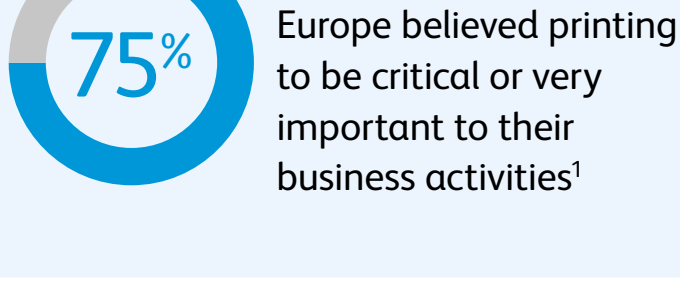 75%
Europe believed printing
to be critical or very
important to their
business activities¹